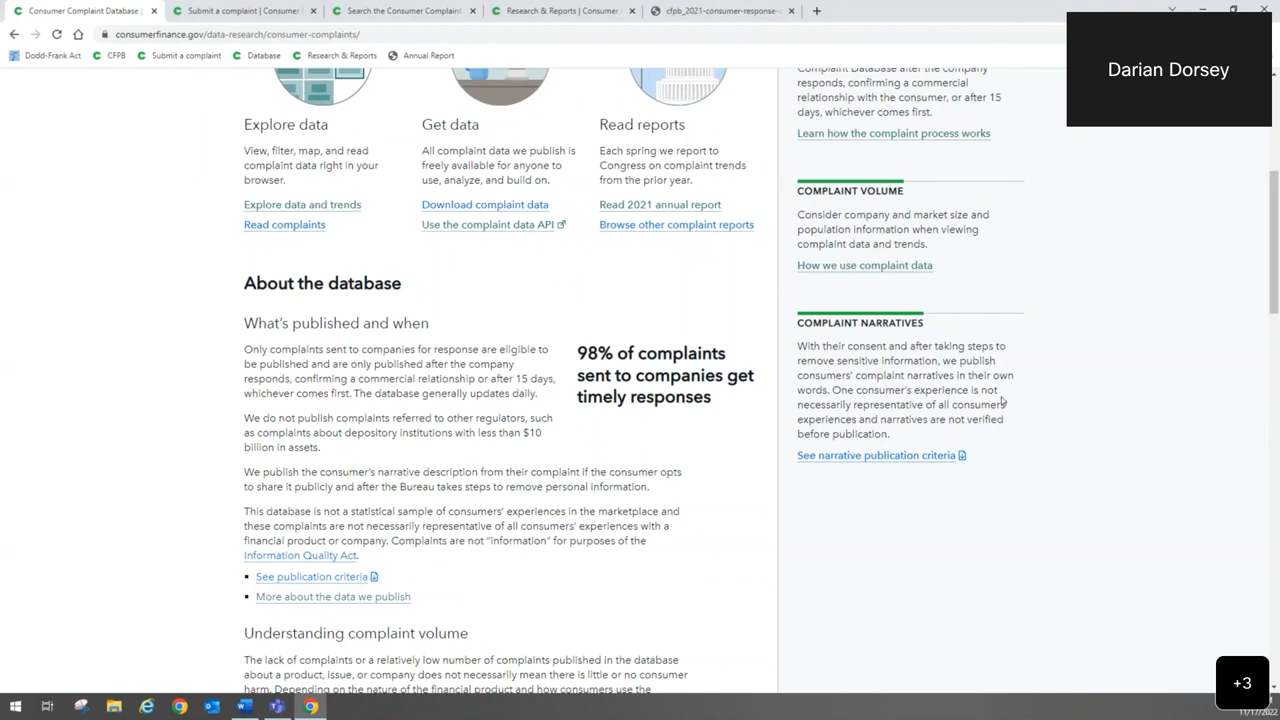 Consumer Complaint Database |
Submit a complaint | Consumer
Search the Consumer Complaint
Research & Reports | Consumer
cfpb_2021-consumer-response-
consumerfinance.gov/data-research/consumer-complaints/
Dodd-Frank Act
CFPB
Submit a complaint
Database
Research & Reports
Annual Report
Darian Dorsey
Explore data
View, filter, map, and read
complaint data right in your
browser.
Explore data and trends
Read complaints
Get data
All complaint data we publish is
freely available for anyone to
use, analyze, and build on.
Download complaint data
Use the complaint data API
Read reports
Each spring we report to
Congress on complaint trends
from the prior year.
Read 2021 annual report
Browse other complaint reports
About the database
What's published and when
Only complaints sent to companies for response are eligible to
be published and are only published after the company
responds, confirming a commercial relationship or after 15 days,
whichever comes first. The database generally updates daily.
We do not publish complaints referred to other regulators, such
as complaints about depository institutions with less than $10
billion in assets.
98% of complaints
sent to companies get
timely responses
We publish the consumer's narrative description from their complaint if the consumer opts
to share it publicly and after the Bureau takes steps to remove personal information.
This database is not a statistical sample of consumers' experiences in the marketplace and
these complaints are not necessarily representative of all consumers' experiences with a
financial product or company. Complaints are not "information" for purposes of the
Information Quality Act.
See publication criteria
More about the data we publish
Understanding complaint volume
The lack of complaints or a relatively low number of complaints published in the database
about a product, issue, or company does not necessarily mean there is little or no consumer
harm. Depending on the nature of the financial product and how consumers use the
Complaint Database after the company
responds, confirming a commercial
relationship with the consumer, or after 15
days, whichever comes first.
Learn how the complaint process works
COMPLAINT VOLUME
Consider company and market size and
population information when viewing
complaint data and trends.
How we use complaint data
COMPLAINT NARRATIVES
With their consent and after taking steps to
remove sensitive information, we publish
consumers' complaint narratives in their own
words. One consumer's experience is not
necessarily representative of all consumers'
experiences and narratives are not verified
before publication.
See narrative publication criteria
+3
11/17/2022